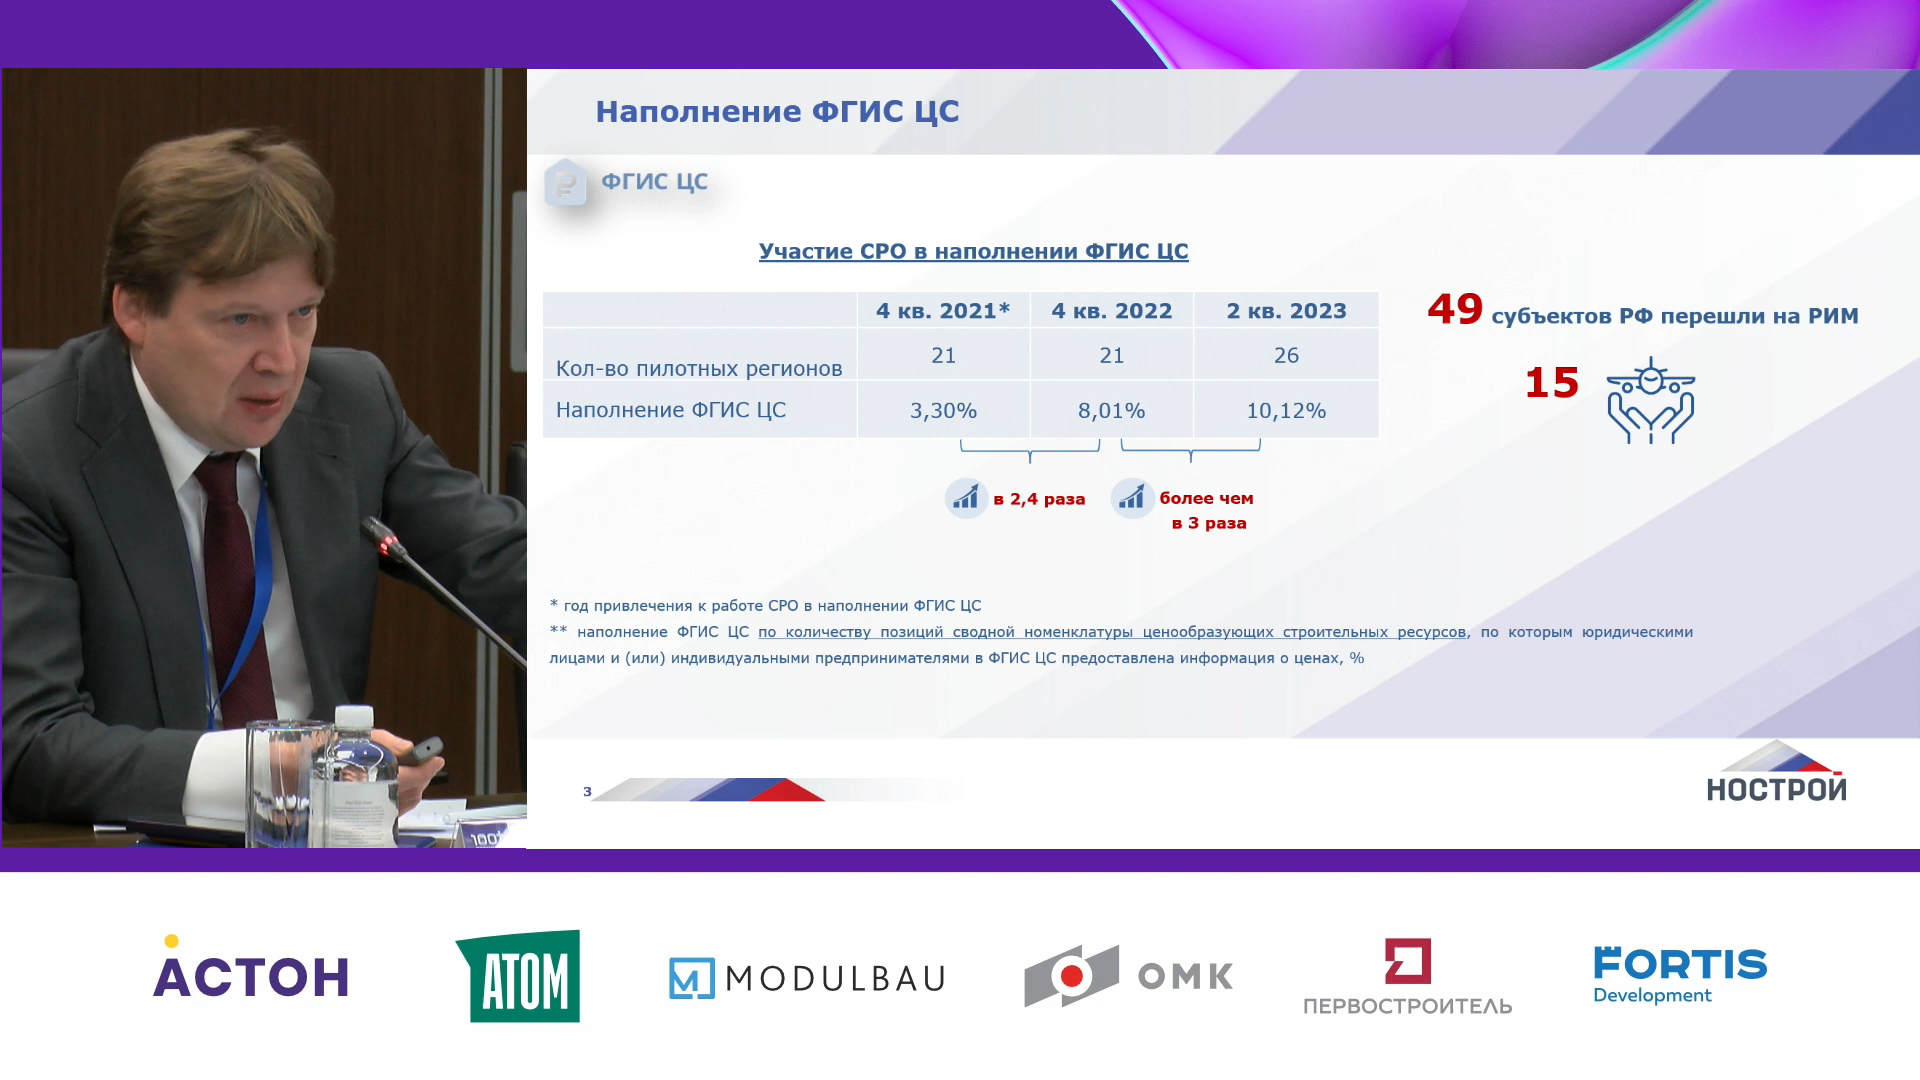 Наполнение ФГИС ЦС
ФГИС ЦС
Участие СРО в наполнении ФГИС ЦС
4 кв. 2021* 4 кв. 2022 2 кв. 2023
Кол-во пилотных регионов 21 21 26
Наполнение ФГИС ЦС 3,30% 8,01% 10,12%
в 2,4 раза
более чем
в 3 раза
49 субъектов РФ перешли на РИМ
15
* год привлечения к работе СРО в наполнении ФГИС ЦС
** наполнение ФГИС ЦС по количеству позиций сводной номенклатуры ценообразующих строительных ресурсов, по которым юридическими
лицами и (или) индивидуальными предпринимателями в ФГИС ЦС предоставлена информация о ценах, %
3
НОСТРОЙ
100+
АСТОН
АТОМ
MODULBAU
ОМК
ПЕРВОСТРОИТЕЛЬ
FORTIS
Development